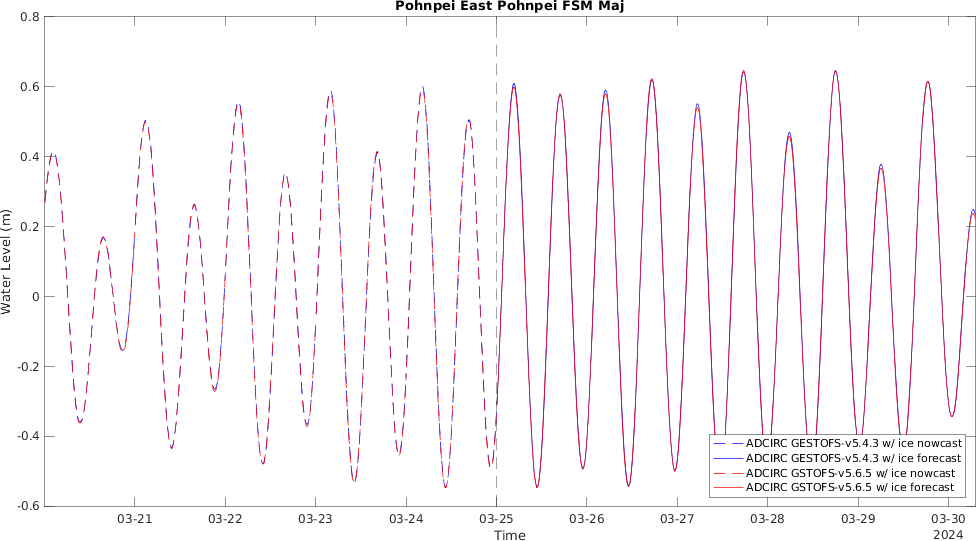 Pohnpei East Pohnpei FSM Maj
0.8
0.6
0.4
0.2
0
-0.2
-0.4
-0.6
Water Level (m)
03-21
03-22
03-23
03-24
03-25
03-26
03-27
03-28
03-29
03-30
Time
2024
ADCIRC GESTOFS-v5.4.3 w/ ice nowcast
ADCIRC GESTOFS-v5.4.3 w/ ice forecast
ADCIRC GSTOFS-v5.6.5 w/ ice nowcast
ADCIRC GSTOFS-v5.6.5 w/ ice forecast